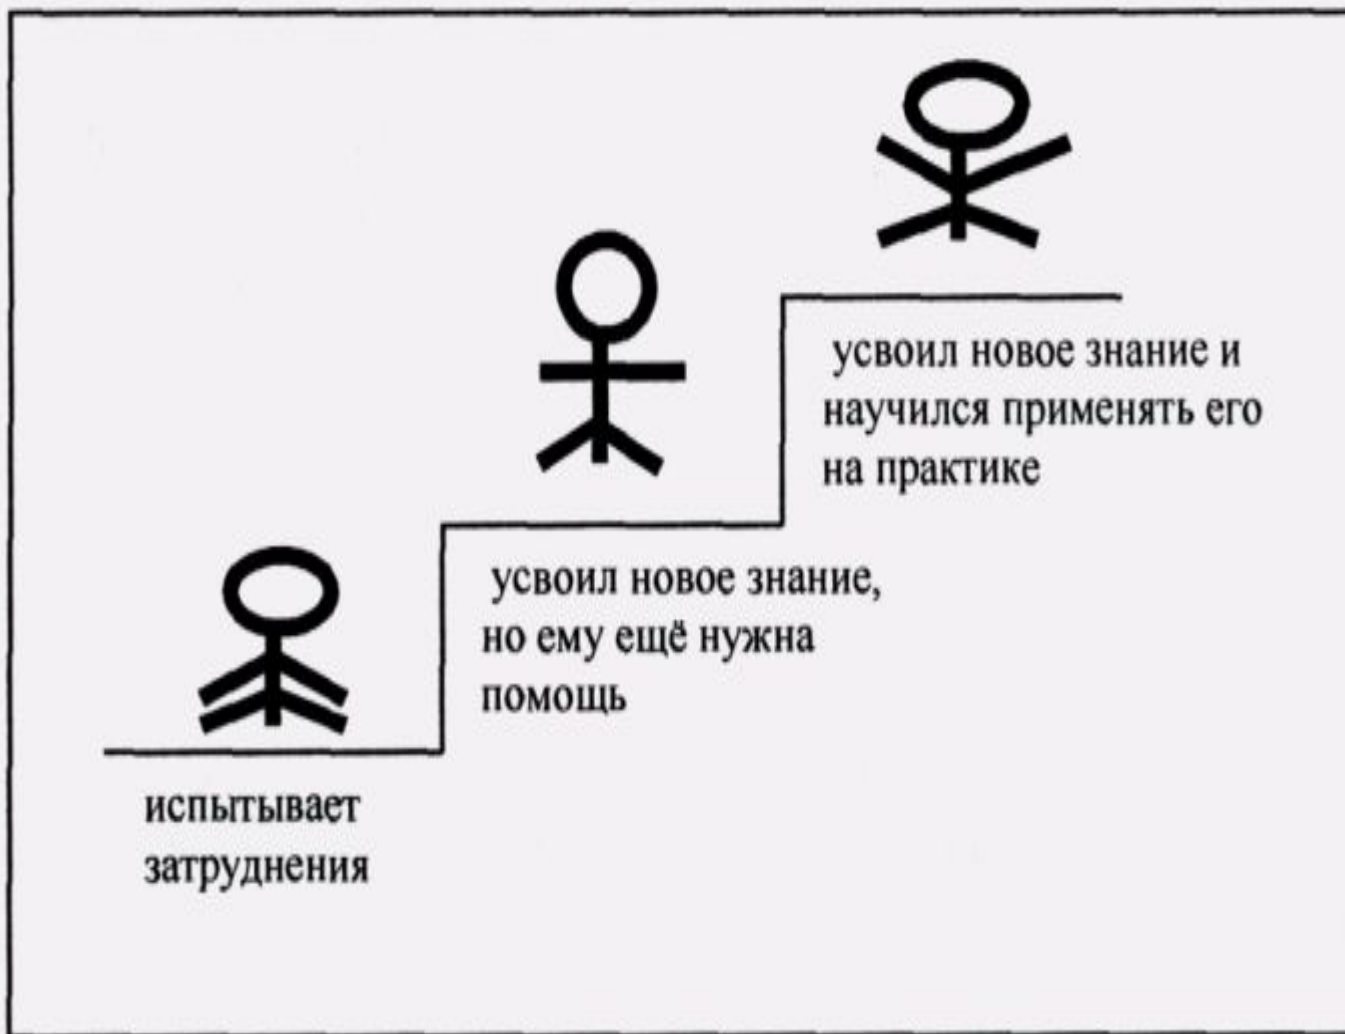 усвоил новое знание и
научился применять его
на практике
усвоил новое знание,
но ему ещё нужна
помощь
испытывает
затруднения